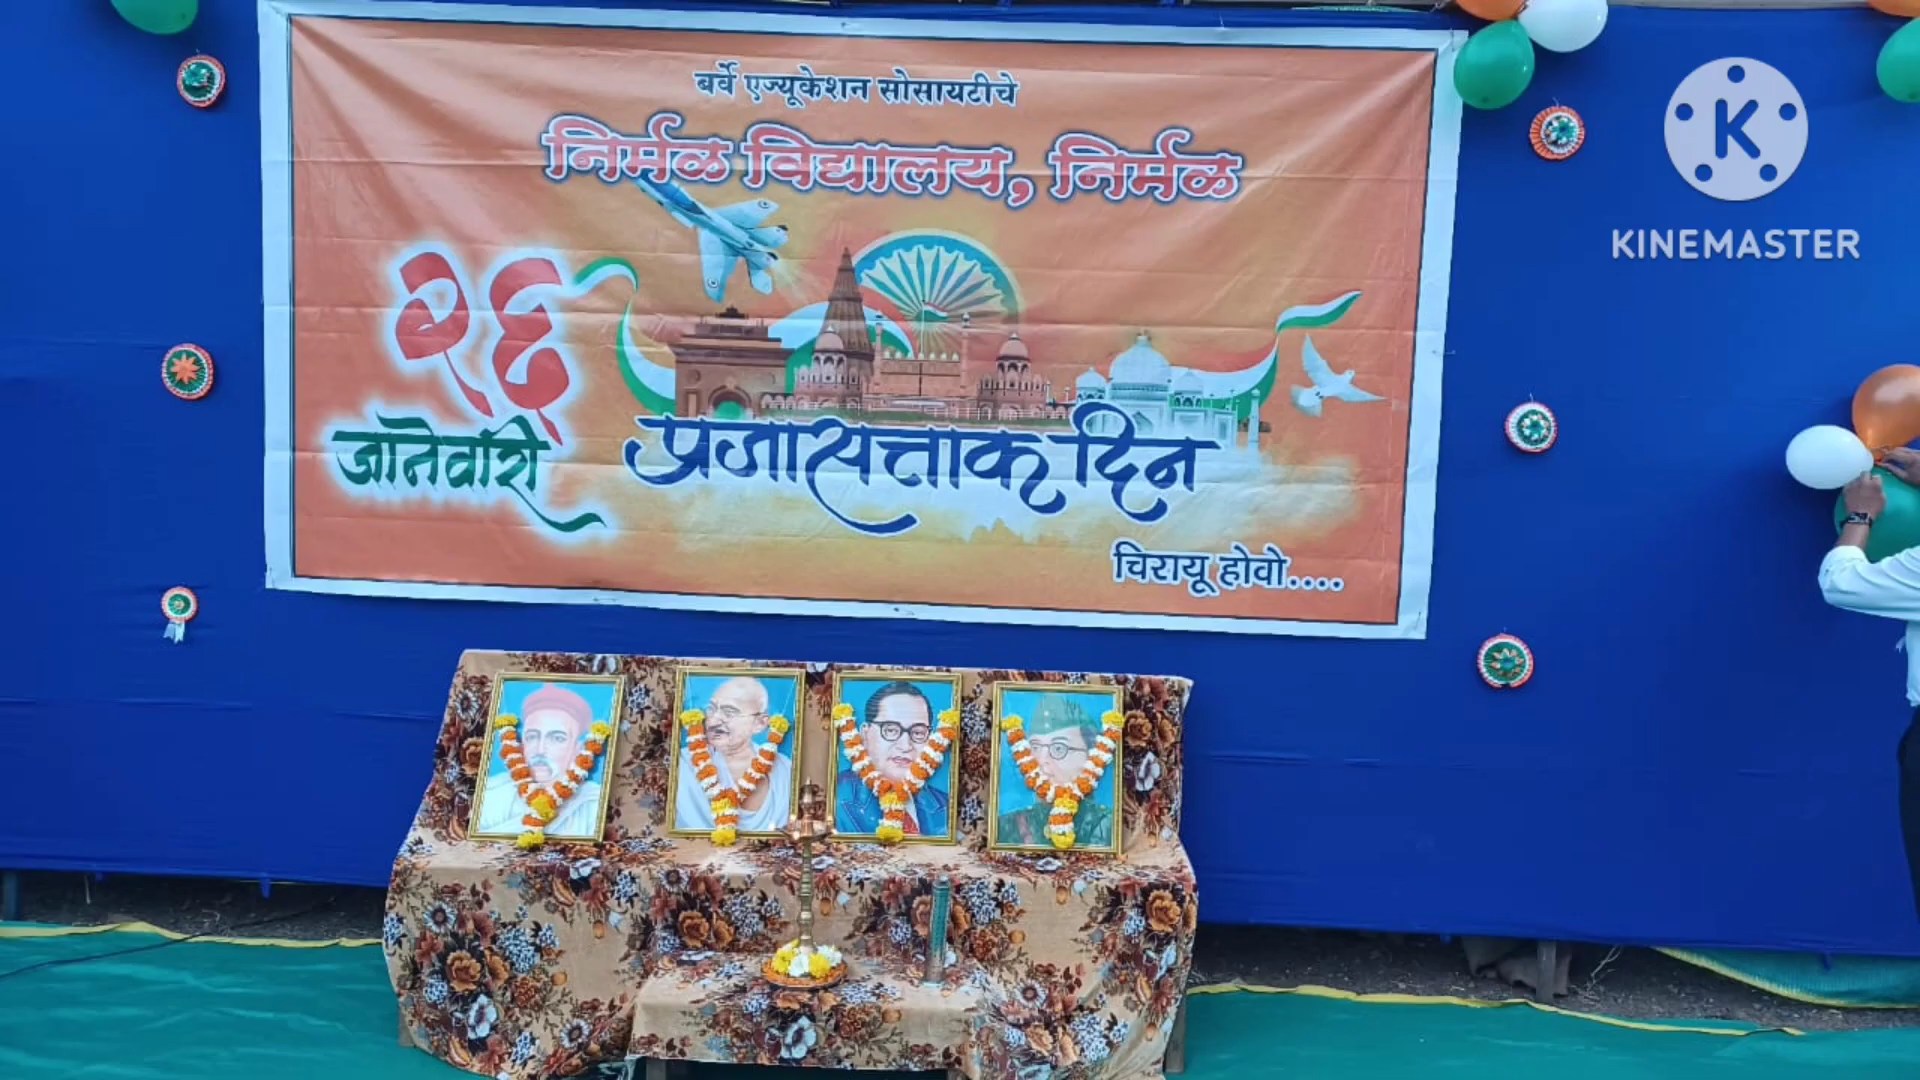 बर्वे एज्यूकेशन सोसायटीचे
निर्मळ विद्यालय, निर्मळ
२६
जानेवारी
प्रजासत्ताक दिन
चिरायू होवो....
K
KINEMASTER